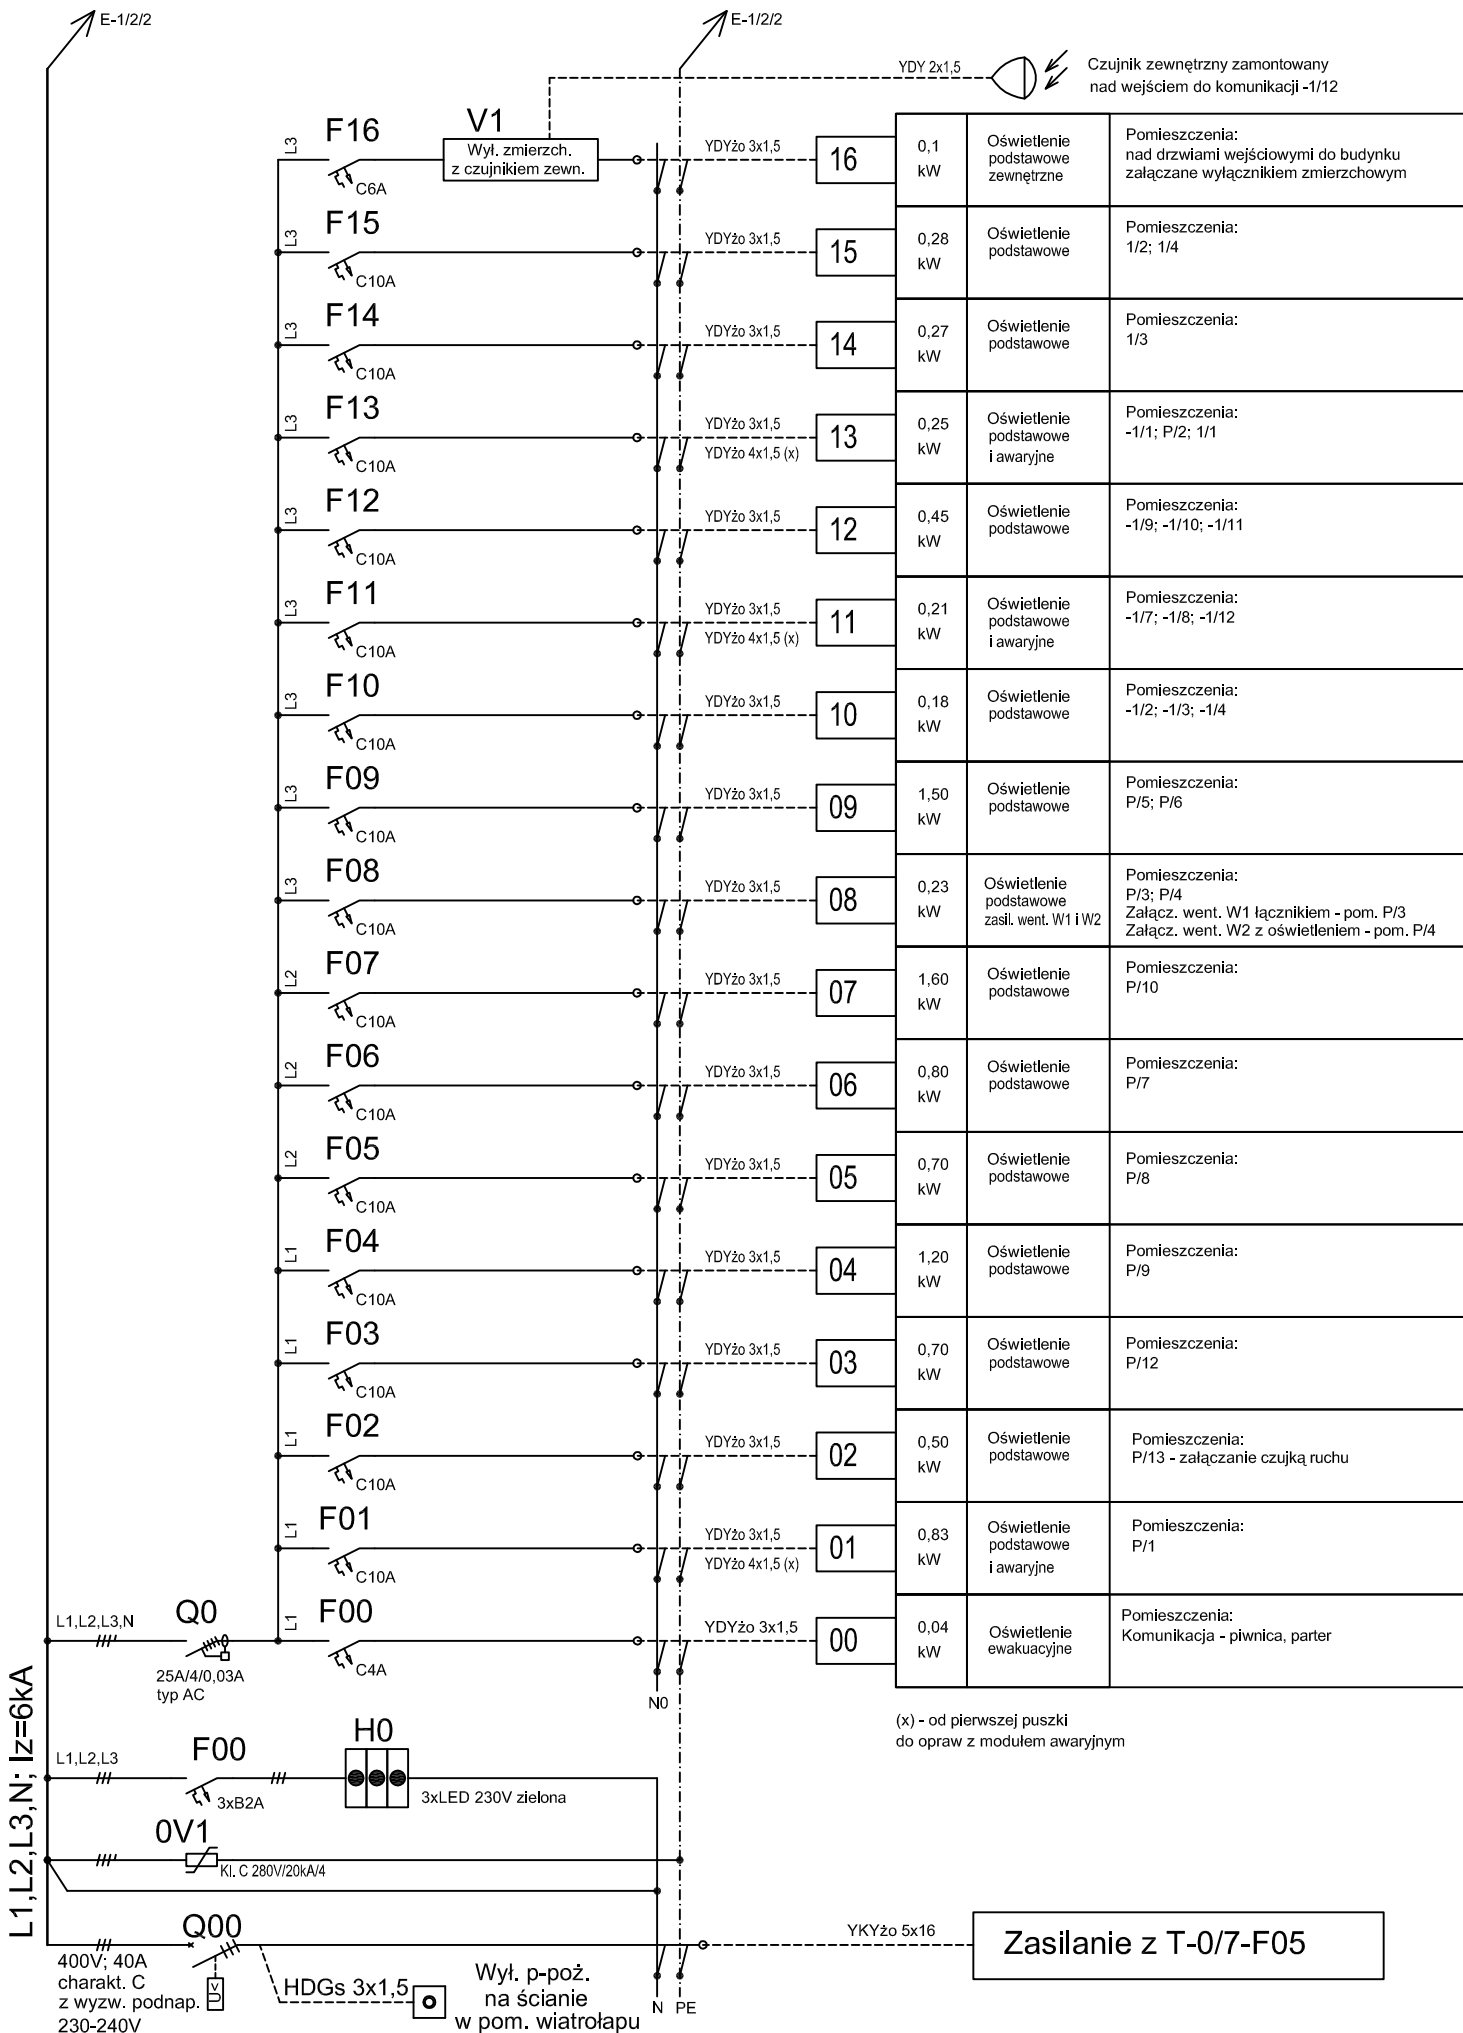 E-1/2/2
E-1/2/2
YDY 2x1,5
Czujnik zewnętrzny zamontowany
nad wejściem do komunikacji -1/12
L3
F16
C6A
V1
Wył. zmierzch.
z czujnikiem zewn.
YDYżo 3x1,5
16
0,1
kW
Oświetlenie
podstawowe
zewnętrzne
Pomieszczenia:
nad drzwiami wejściowymi do budynku
załączane wyłącznikiem zmierzchowym
L3
F15
C10A
YDYżo 3x1,5
15
0,28
kW
Oświetlenie
podstawowe
Pomieszczenia:
1/2; 1/4
L3
F14
C10A
YDYżo 3x1,5
14
0,27
kW
Oświetlenie
podstawowe
Pomieszczenia:
1/3
L3
F13
C10A
YDYżo 3x1,5
YDYżo 4x1,5 (x)
13
0,25
kW
Oświetlenie
podstawowe
i awaryjne
Pomieszczenia:
-1/1; P/2; 1/1
L3
F12
C10A
YDYżo 3x1,5
12
0,45
kW
Oświetlenie
podstawowe
Pomieszczenia:
-1/9; -1/10; -1/11
L3
F11
C10A
YDYżo 3x1,5
YDYżo 4x1,5 (x)
11
0,21
kW
Oświetlenie
podstawowe
i awaryjne
Pomieszczenia:
-1/7; -1/8; -1/12
L3
F10
C10A
YDYżo 3x1,5
10
0,18
kW
Oświetlenie
podstawowe
Pomieszczenia:
-1/2; -1/3; -1/4
L3
F09
C10A
YDYżo 3x1,5
09
1,50
kW
Oświetlenie
podstawowe
Pomieszczenia:
P/5; P/6
L3
F08
C10A
YDYżo 3x1,5
08
0,23
kW
Oświetlenie
podstawowe
zasil. went. W1 i W2
Pomieszczenia:
P/3; P/4
Załącz. went. W1 łącznikiem - pom. P/3
Załącz. went. W2 z oświetleniem - pom. P/4
L2
F07
C10A
YDYżo 3x1,5
07
1,60
kW
Oświetlenie
podstawowe
Pomieszczenia:
P/10
L2
F06
C10A
YDYżo 3x1,5
06
0,80
kW
Oświetlenie
podstawowe
Pomieszczenia:
P/7
L2
F05
C10A
YDYżo 3x1,5
05
0,70
kW
Oświetlenie
podstawowe
Pomieszczenia:
P/8
L1
F04
C10A
YDYżo 3x1,5
04
1,20
kW
Oświetlenie
podstawowe
Pomieszczenia:
P/9
L1
F03
C10A
YDYżo 3x1,5
03
0,70
kW
Oświetlenie
podstawowe
Pomieszczenia:
P/12
L1
F02
C10A
YDYżo 3x1,5
02
0,50
kW
Oświetlenie
podstawowe
Pomieszczenia:
P/13 - załączanie czujką ruchu
L1
F01
C10A
YDYżo 3x1,5
YDYżo 4x1,5 (x)
01
0,83
kW
Oświetlenie
podstawowe
i awaryjne
Pomieszczenia:
P/1
L1,L2,L3,N
Q0
25A/4/0,03A
typ AC
L1
F00
C4A
YDYżo 3x1,5
00
0,04
kW
Oświetlenie
ewakuacyjne
Pomieszczenia:
Komunikacja - piwnica, parter
N0
(x) - od pierwszej puszki
do opraw z modułem awaryjnym
L1,L2,L3,N; Iz=6kA
L1,L2,L3
F00
3xB2A
H0
3xLED 230V zielona
0V1
Kl. C 280V/20kA/4
Q00
400V; 40A
charakt. C
z wyzw. podnap.
230-240V
U<
HDGs 3x1,5
Wył. p-poż.
na ścianie
w pom. wiatrołapu
N
PE
YKYżo 5x16
Zasilanie z T-0/7-F05